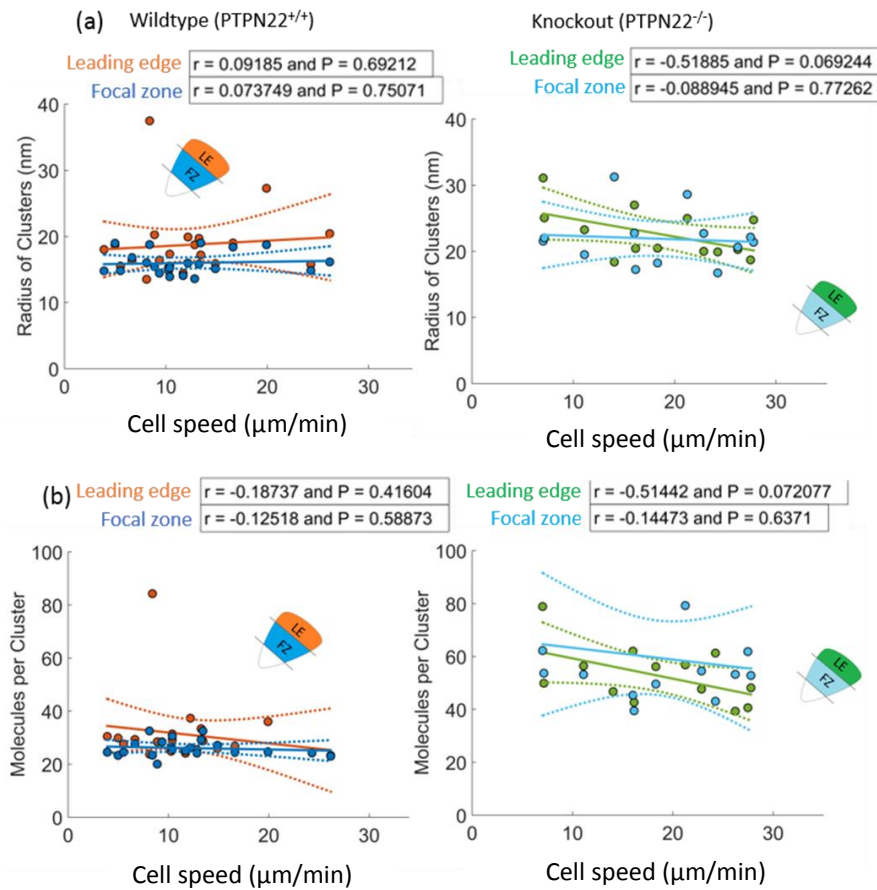 (a) Wildtype (PTPN22+/+)
Leading edge r = 0.09185 and P = 0.69212
Focal zone r = 0.073749 and P = 0.75071
Radius of Clusters (nm)
40
30
20
10
0
LE
FZ
0 10 20 30
Cell speed (µm/min)
Knockout (PTPN22-/-)
Leading edge r = -0.51885 and P = 0.069244
Focal zone r = -0.088945 and P = 0.77262
Radius of Clusters (nm)
40
30
20
10
0
LE
FZ
0 10 20 30
Cell speed (µm/min)
(b) Leading edge r = -0.18737 and P = 0.41604
Focal zone r = -0.12518 and P = 0.58873
Molecules per Cluster
100
80
60
40
20
0
LE
FZ
0 10 20 30
Cell speed (µm/min)
Leading edge r = -0.51442 and P = 0.072077
Focal zone r = -0.14473 and P = 0.6371
Molecules per Cluster
100
80
60
40
20
0
LE
FZ
0 10 20 30
Cell speed (µm/min)